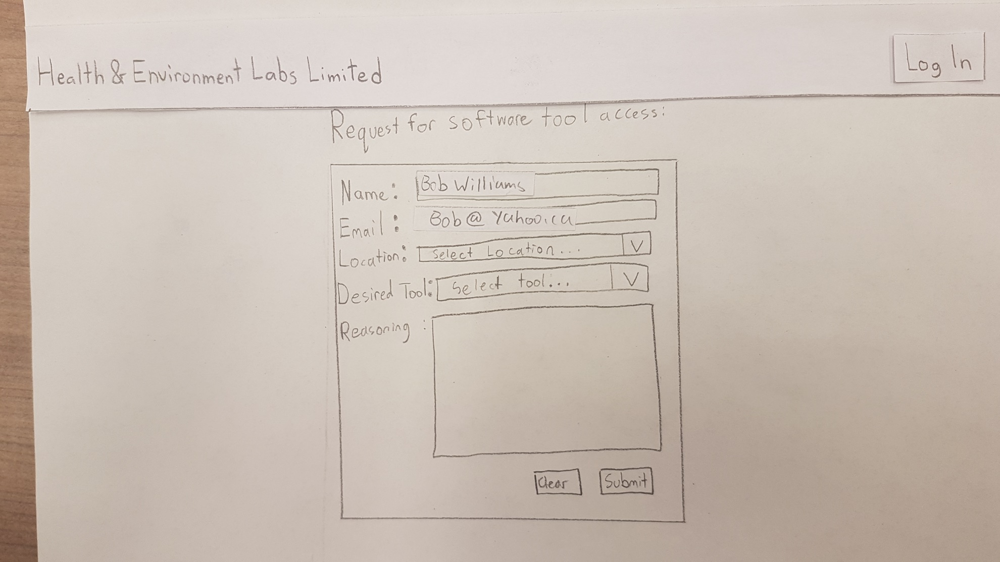 Health & Environment Labs Limited
Log In
Request for software tool access:
Name: Bob Williams
Email: Bob@Yahoo.ca
Location: Select Location... V
Desired Tool: Select tool... V
Reasoning :
Clear Submit